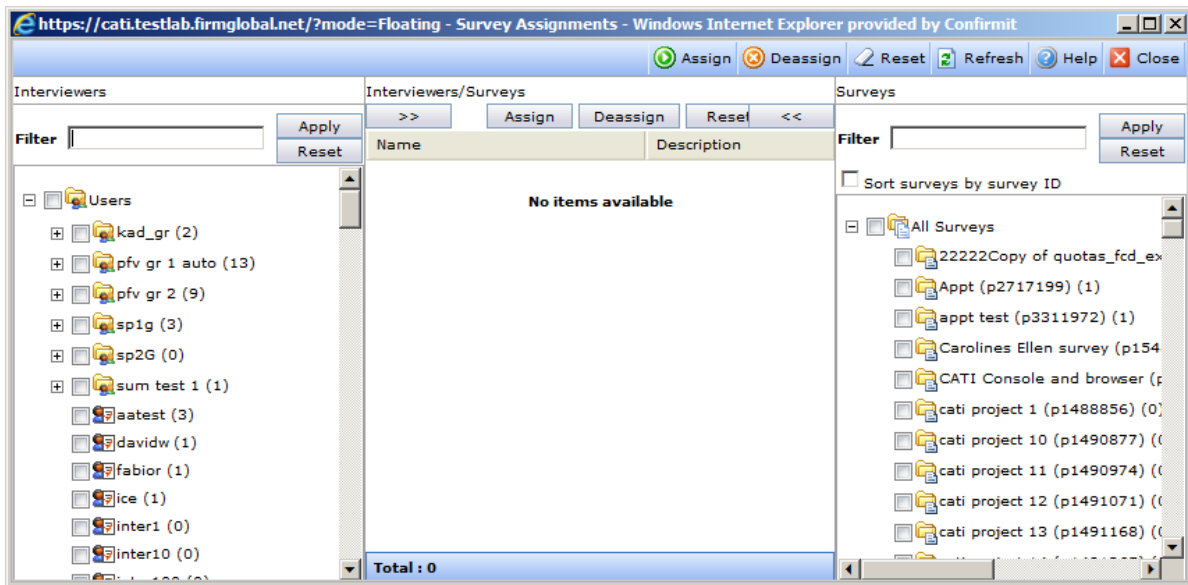 https://cati.testlab.firmglobal.net/?mode=Floating - Survey Assignments - Windows Internet Explorer provided by Confirmit
Assign Deassign Reset Refresh Help Close
Interviewers
Filter
Apply
Reset
Users
kad_gr (2)
pfv gr 1 auto (13)
pfv gr 2 (9)
sp1g (3)
sp2G (0)
sum test 1 (1)
aatest (3)
davidw (1)
fabior (1)
ice (1)
inter1 (0)
inter10 (0)
Interviewers/Surveys
>> Assign Deassign Reset <<
Name Description
No items available
Total : 0
Surveys
Filter
Apply
Reset
Sort surveys by survey ID
All Surveys
22222Copy of quotas_fcd_ex
Appt (p2717199) (1)
appt test (p3311972) (1)
Carolines Ellen survey (p154
CATI Console and browser (p
cati project 1 (p1488856) (0)
cati project 10 (p1490877) (0
cati project 11 (p1490974) (0
cati project 12 (p1491071) (0
cati project 13 (p1491168) (0